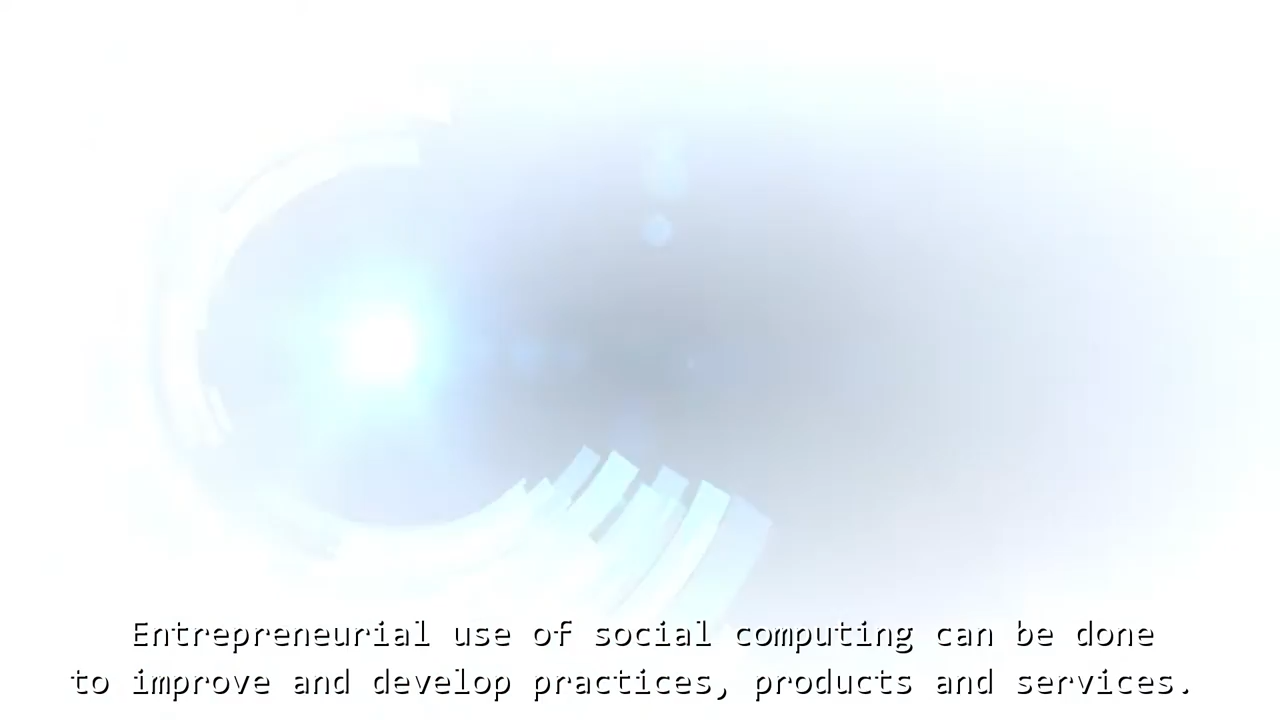 Entrepreneurial use of social computing can be done
to improve and develop practices, products and services.